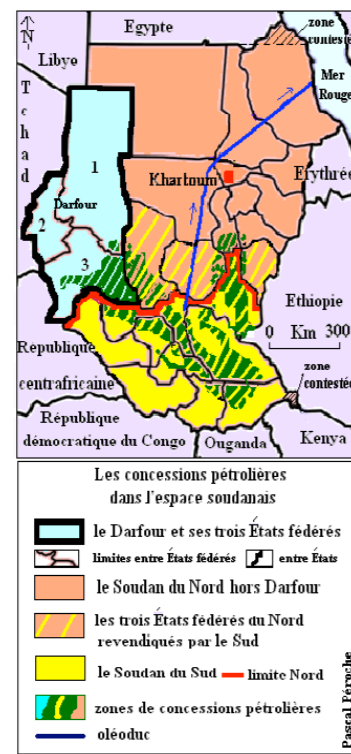 N
zone
contestée
Egypte
Libye
Mer
Rouge
Tchad
1
Khartoum
Erythrée
Darfour
2
3
Ethiopie
0 Km 300
Republique
centrafricaine
zone
contestée
République
démocratique du Congo
Ouganda
Kenya
Les concessions pétrolières
dans l'espace soudanais
le Darfour et ses trois États fédérés
limites entre États fédérés
entre États
le Soudan du Nord hors Darfour
les trois États fédérés du Nord
revendiqués par le Sud
le Soudan du Sud
limite Nord
zones de concessions pétrolières
oléoduc
Pascal Péroche